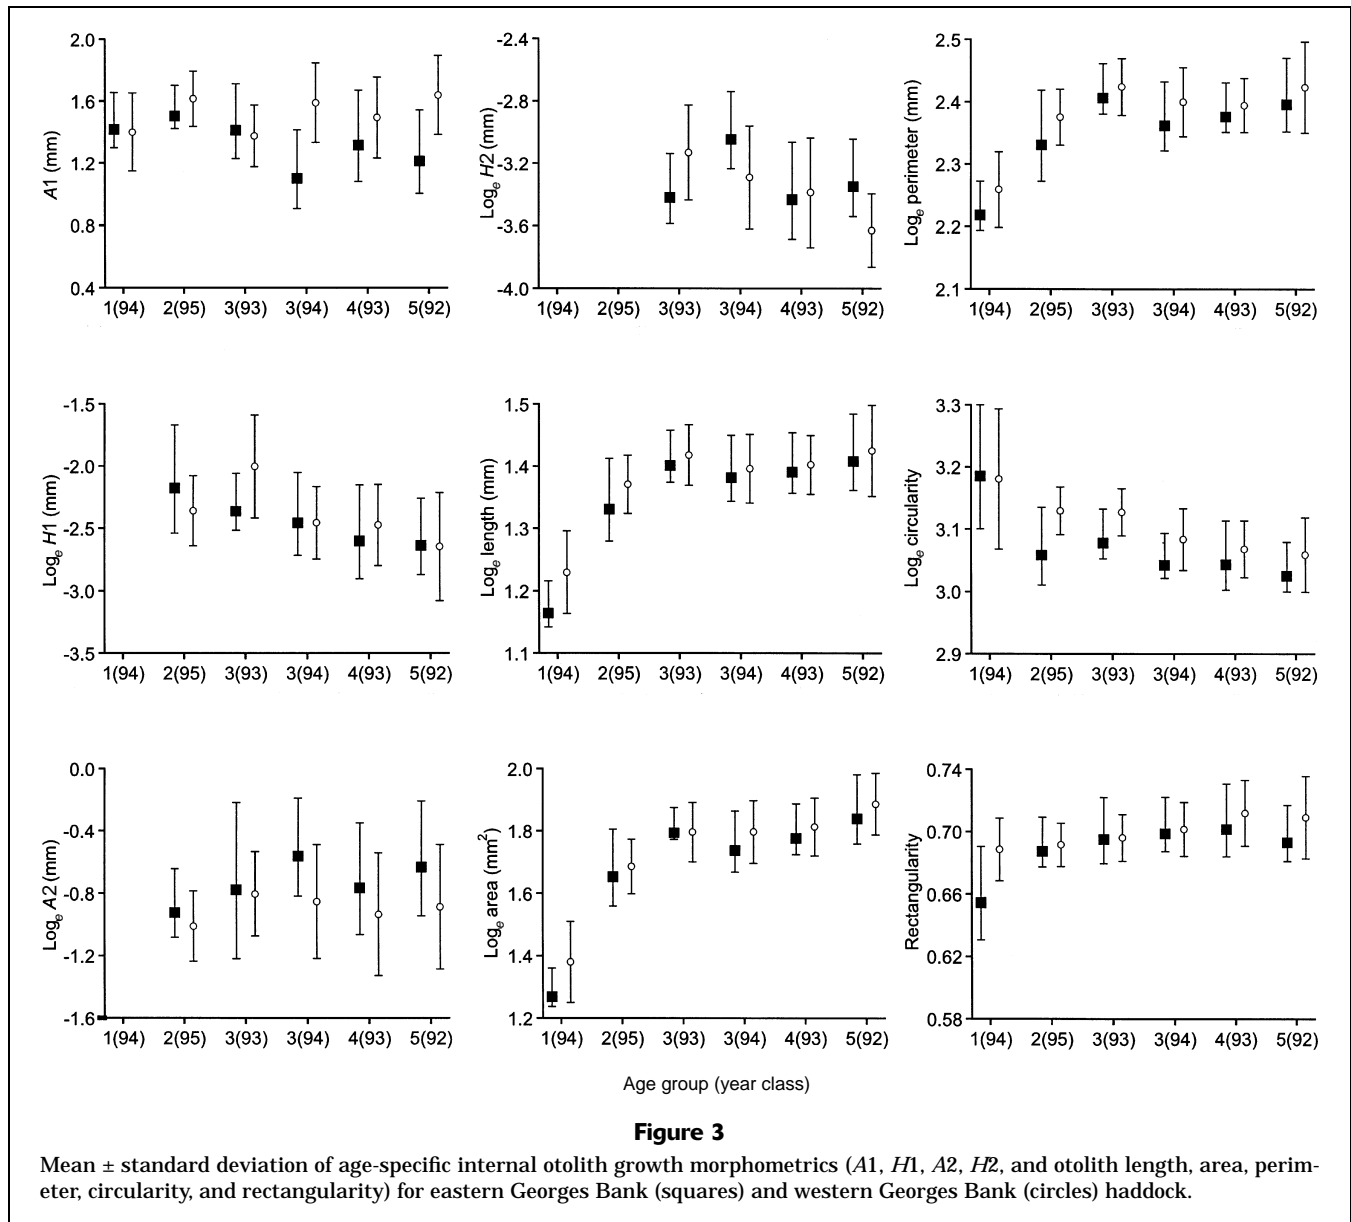 2.0
1.6
1.2
0.8
0.4
A1 (mm)
1(94) 2(95) 3(93) 3(94) 4(93) 5(92)
-2.4
-2.8
-3.2
-3.6
-4.0
Loge H2 (mm)
1(94) 2(95) 3(93) 3(94) 4(93) 5(92)
2.5
2.4
2.3
2.2
2.1
Loge perimeter (mm)
1(94) 2(95) 3(93) 3(94) 4(93) 5(92)
-1.5
-2.0
-2.5
-3.0
-3.5
Loge H1 (mm)
1(94) 2(95) 3(93) 3(94) 4(93) 5(92)
1.5
1.4
1.3
1.2
1.1
Loge length (mm)
1(94) 2(95) 3(93) 3(94) 4(93) 5(92)
3.3
3.2
3.1
3.0
2.9
Loge circularity
1(94) 2(95) 3(93) 3(94) 4(93) 5(92)
0.0
-0.4
-0.8
-1.2
-1.6
Loge A2 (mm)
1(94) 2(95) 3(93) 3(94) 4(93) 5(92)
2.0
1.8
1.6
1.4
1.2
Loge area (mm2)
1(94) 2(95) 3(93) 3(94) 4(93) 5(92)
0.74
0.70
0.66
0.62
0.58
Rectangularity
1(94) 2(95) 3(93) 3(94) 4(93) 5(92)
Age group (year class)
Figure 3
Mean ± standard deviation of age-specific internal otolith growth morphometrics (A1, H1, A2, H2, and otolith length, area, perim-
eter, circularity, and rectangularity) for eastern Georges Bank (squares) and western Georges Bank (circles) haddock.